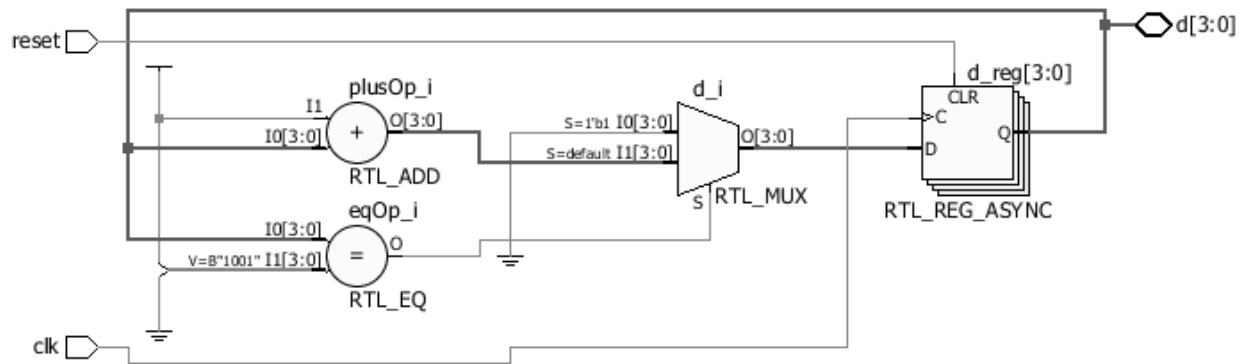 reset
d[3:0]
plusOp_i
I1
I0[3:0]
+
O[3:0]
RTL_ADD
eqOp_i
I0[3:0]
V=B"1001" I1[3:0]
=
O
RTL_EQ
d_i
S=1'b1 I0[3:0]
S=default I1[3:0]
O[3:0]
S
RTL_MUX
d_reg[3:0]
CLR
C
D
Q
RTL_REG_ASYNC
clk